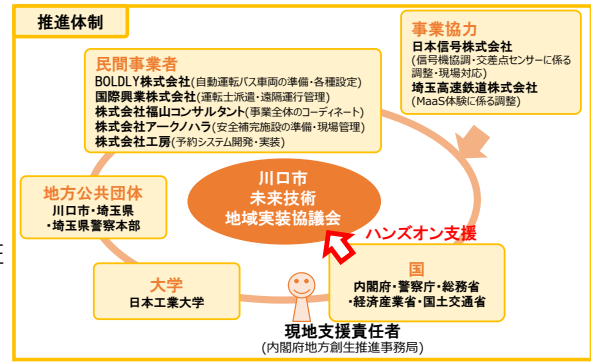 推進体制
民間事業者
BOLDLY株式会社(自動運転バス車両の準備・各種設定)
国際興業株式会社(運転士派遣・遠隔運行管理)
株式会社福山コンサルタント(事業全体のコーディネート)
株式会社アークノハラ(安全補完施設の準備・現場管理)
株式会社工房(予約システム開発・実装)
事業協力
日本信号株式会社
(信号機協調・交差点センサーに係る
調整・現場対応)
埼玉高速鉄道株式会社
(MaaS体験に係る調整)
地方公共団体
川口市・埼玉県
・埼玉県警察本部
川口市
未来技術
地域実装協議会
ハンズオン支援
大学
日本工業大学
国
内閣府・警察庁・総務省
・経済産業省・国土交通省
現地支援責任者
(内閣府地方創生推進事務局)